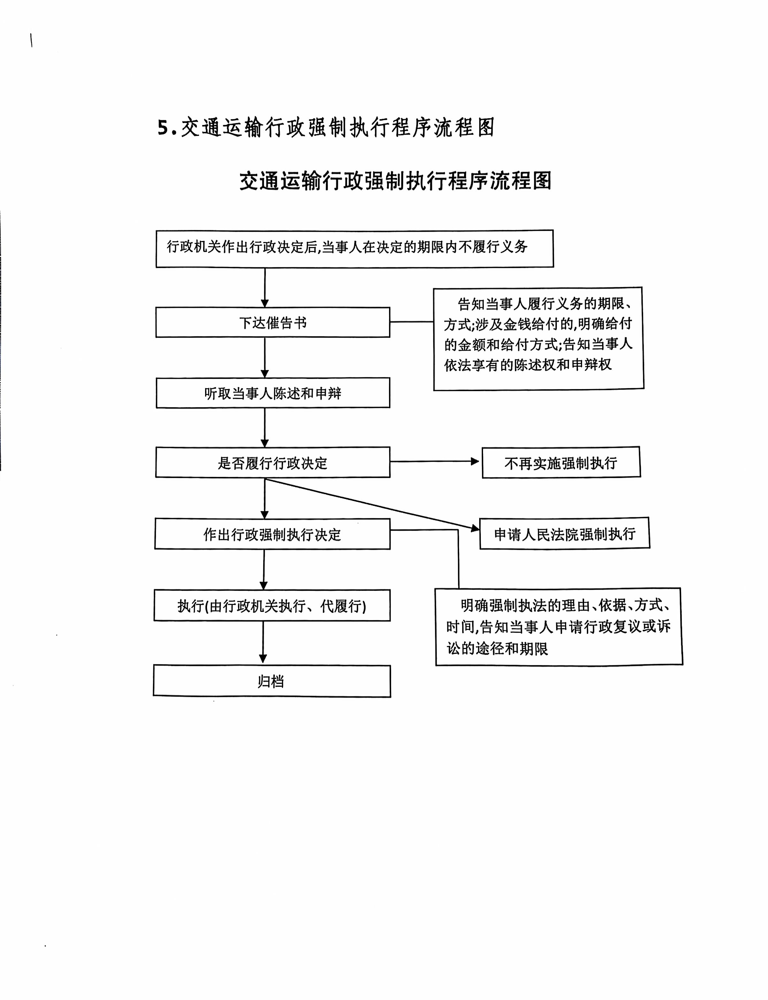 5.交通运输行政强制执行程序流程图
交通运输行政强制执行程序流程图
行政机关作出行政决定后,当事人在决定的期限内不履行义务
下达催告书
告知当事人履行义务的期限、
方式;涉及金钱给付的,明确给付
的金额和给付方式;告知当事人
依法享有的陈述权和申辩权
听取当事人陈述和申辩
是否履行行政决定
不再实施强制执行
作出行政强制执行决定
申请人民法院强制执行
执行(由行政机关执行、代履行)
明确强制执法的理由、依据、方式、
时间,告知当事人申请行政复议或诉
讼的途径和期限
归档